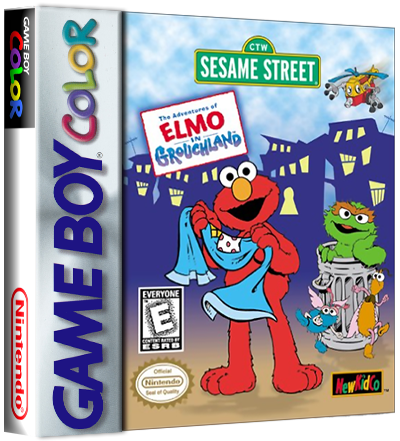 GAME BOY
COLOR
Nintendo
GAME BOY COLOR
CTW
SESAME STREET
The Adventures of
ELMO
IN
GROUCHLAND
EVERYONE
E
CONTENT RATED BY
ESRB
Official
Nintendo
Seal of Quality
NewKidCo